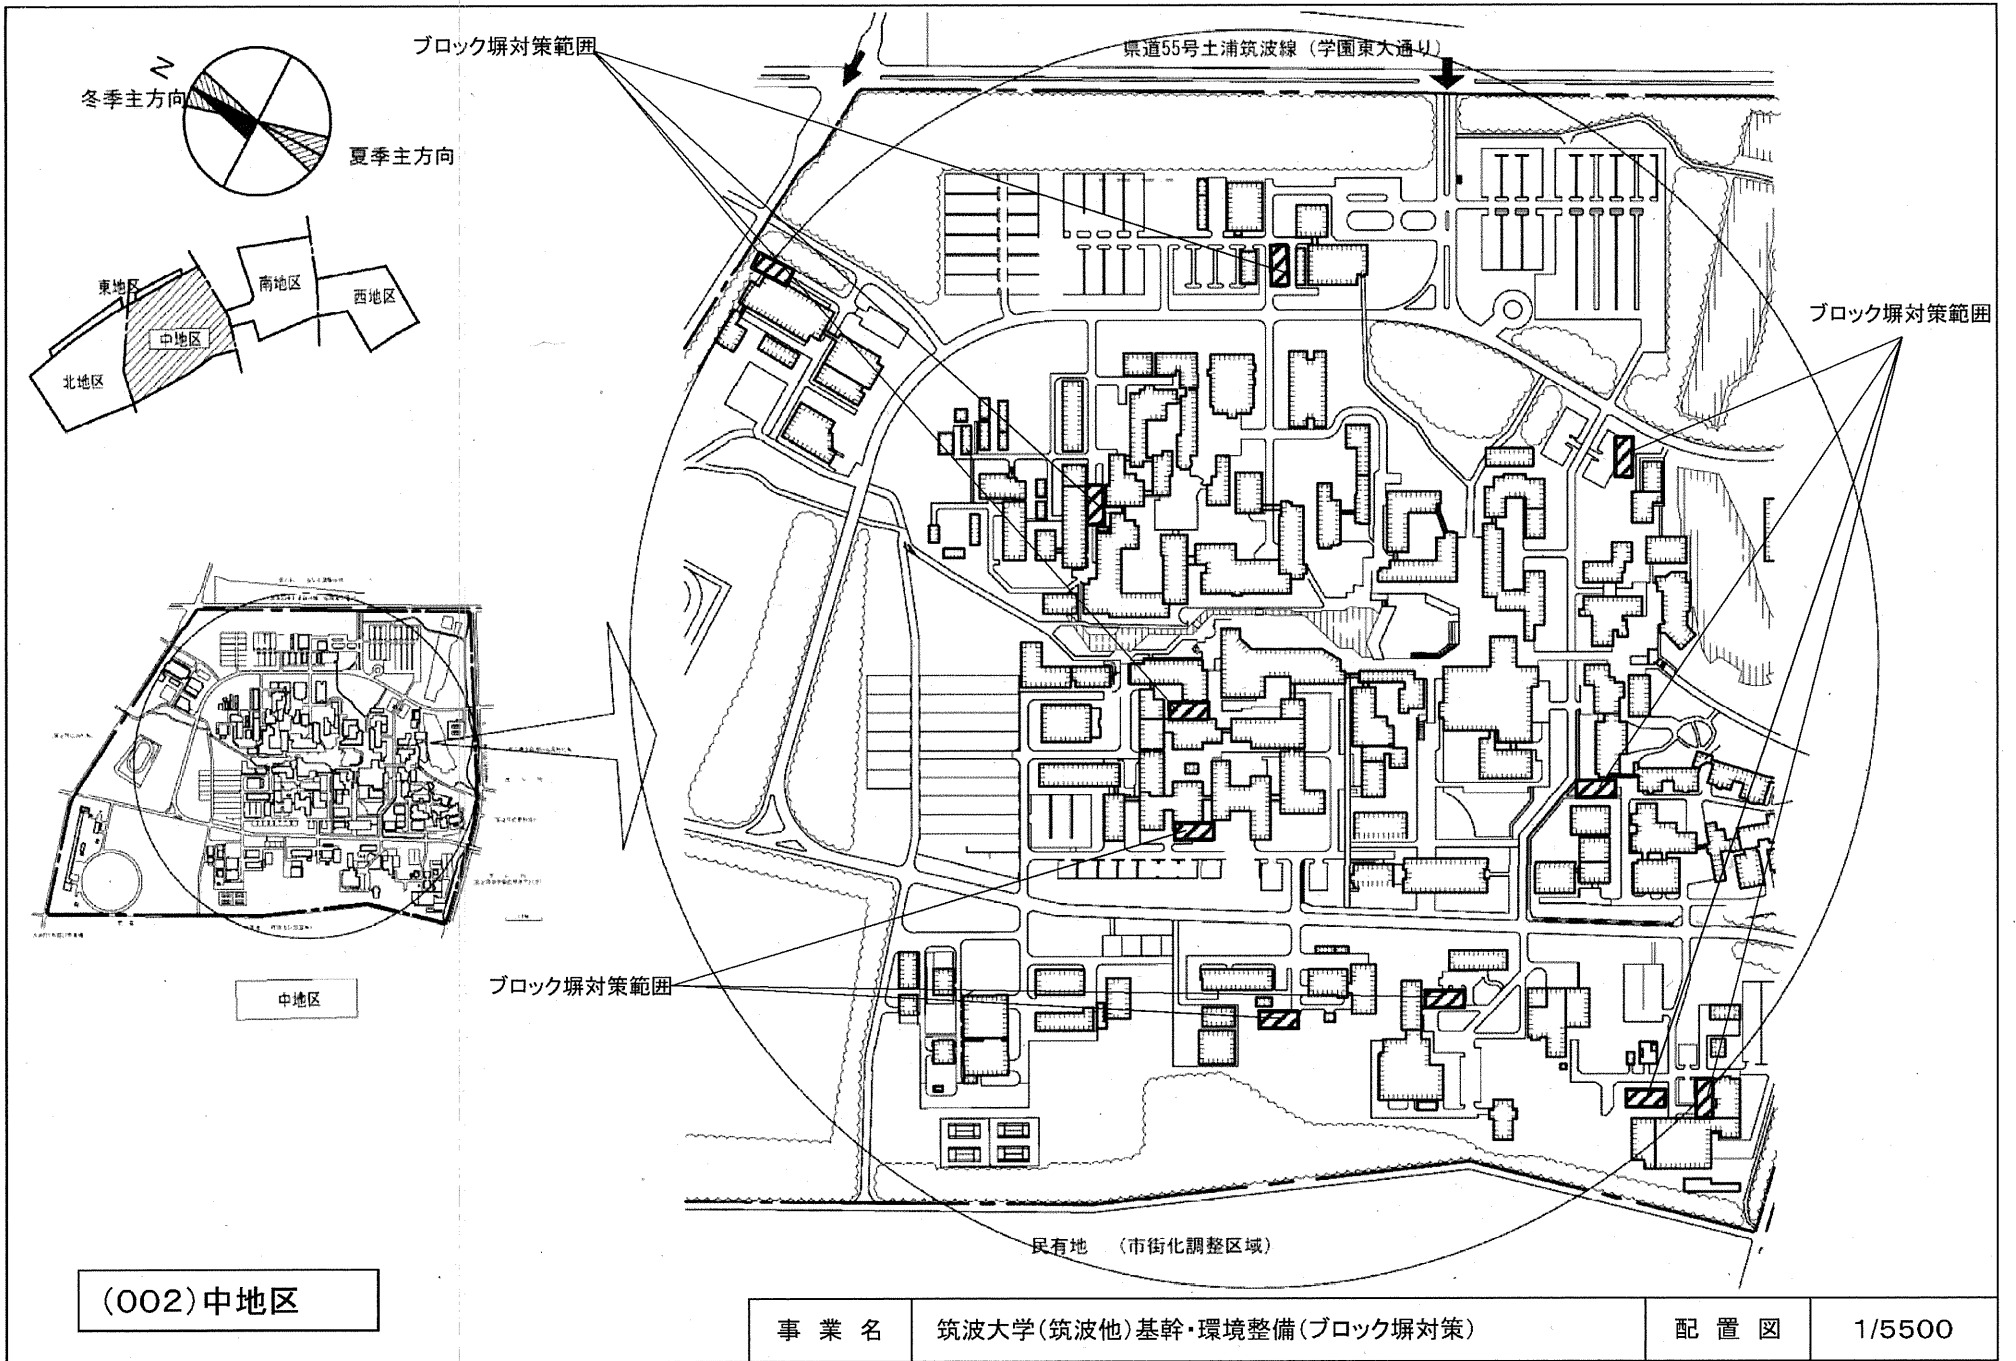 ブロック塀対策範囲
県道55号土浦筑波線（学園東大通り）
N
冬季主方向
夏季主方向
ブロック塀対策範囲
東地区
南地区
西地区
中地区
北地区
中地区
ブロック塀対策範囲
民有地　（市街化調整区域）
(002)中地区
事業名
筑波大学(筑波他)基幹・環境整備(ブロック塀対策)
配置図
1/5500